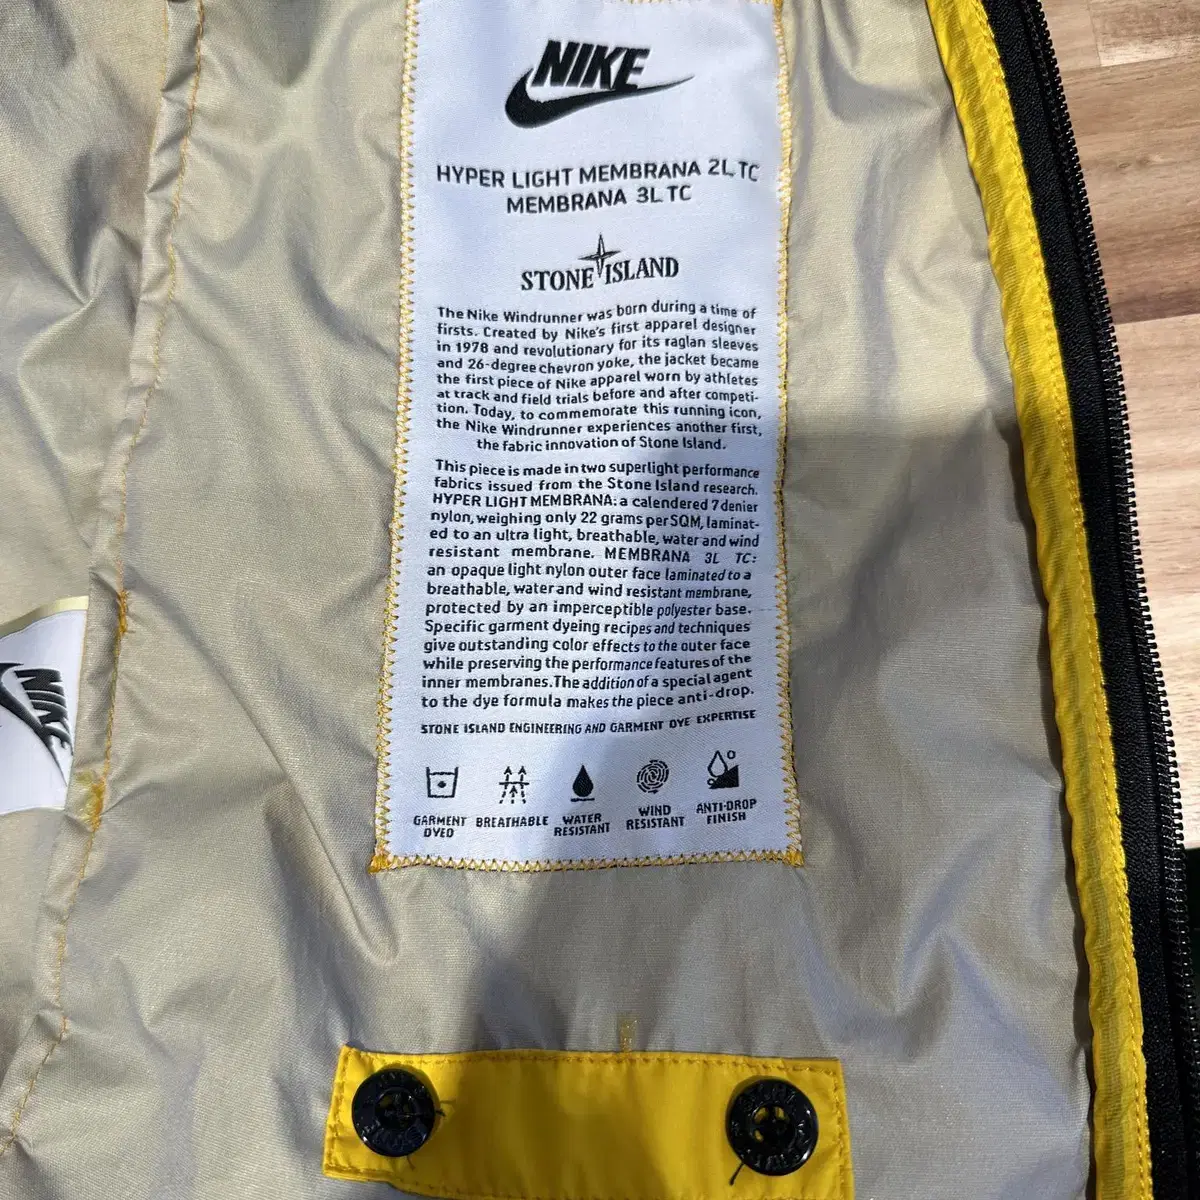 NIKE
HYPER LIGHT MEMBRANA 2L TC
MEMBRANA 3L TC
STONE ISLAND
The Nike Windrunner was born during a time of
firsts. Created by Nike's first apparel designer
in 1978 and revolutionary for its raglan sleeves
and 26-degree chevron yoke, the jacket became
the first piece of Nike apparel worn by athletes
at track and field trials before and after competi-
tion. Today, to commemorate this running icon,
the Nike Windrunner experiences another first,
the fabric innovation of Stone Island.
This piece is made in two superlight performance
fabrics issued from the Stone Island research.
HYPER LIGHT MEMBRANA: a calendered 7 denier
nylon, weighing only 22 grams per SQM, laminat-
ed to an ultra light, breathable, water and wind
resistant membrane. MEMBRANA 3L TC:
an opaque light nylon outer face laminated to a
breathable, water and wind resistant membrane,
protected by an imperceptible polyester base.
Specific garment dyeing recipes and techniques
give outstanding color effects to the outer face
while preserving the performance features of the
inner membranes. The addition of a special agent
to the dye formula makes the piece anti-drop.
STONE ISLAND ENGINEERING AND GARMENT DYE EXPERTISE
GARMENT DYED
BREATHABLE
WATER RESISTANT
WIND RESISTANT
ANTI-DROP FINISH
NIKE